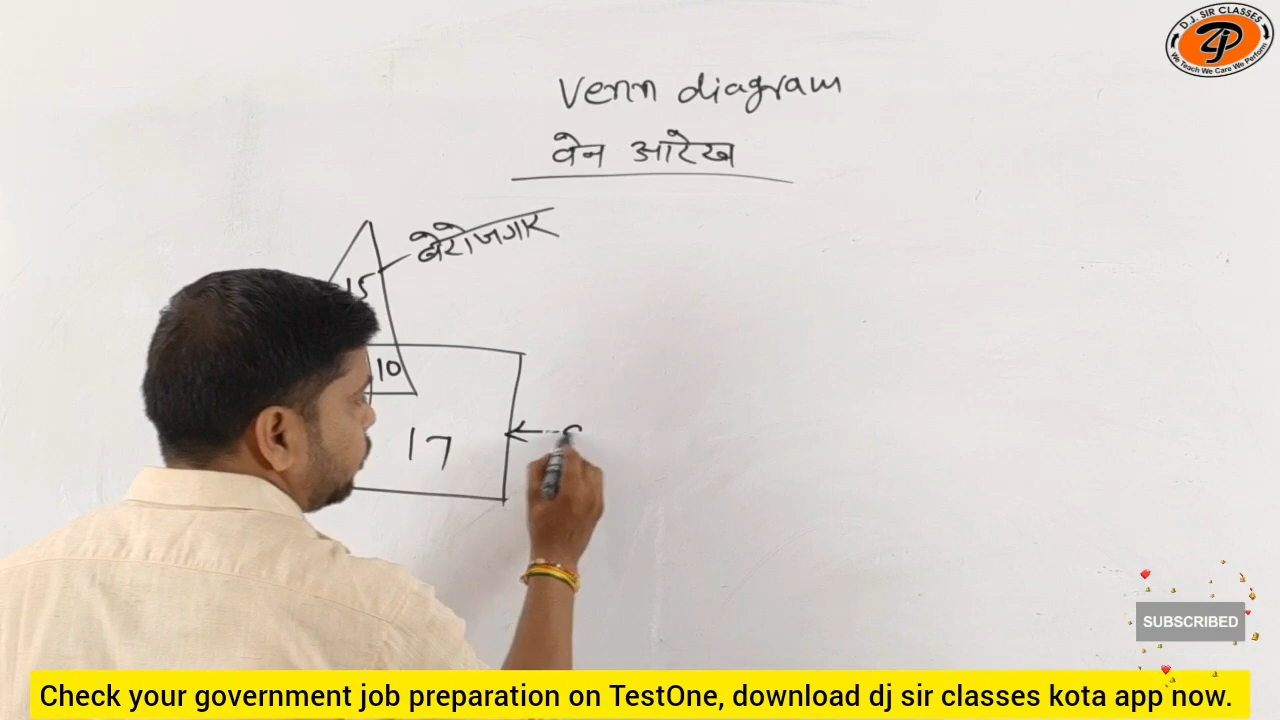 D.J. SIR CLASSES
We Teach We Care We Perform
Venn diagram
वेन आरेख
बेरोजगार
15
10
17
SUBSCRIBED
Check your government job preparation on TestOne, download dj sir classes kota app now.